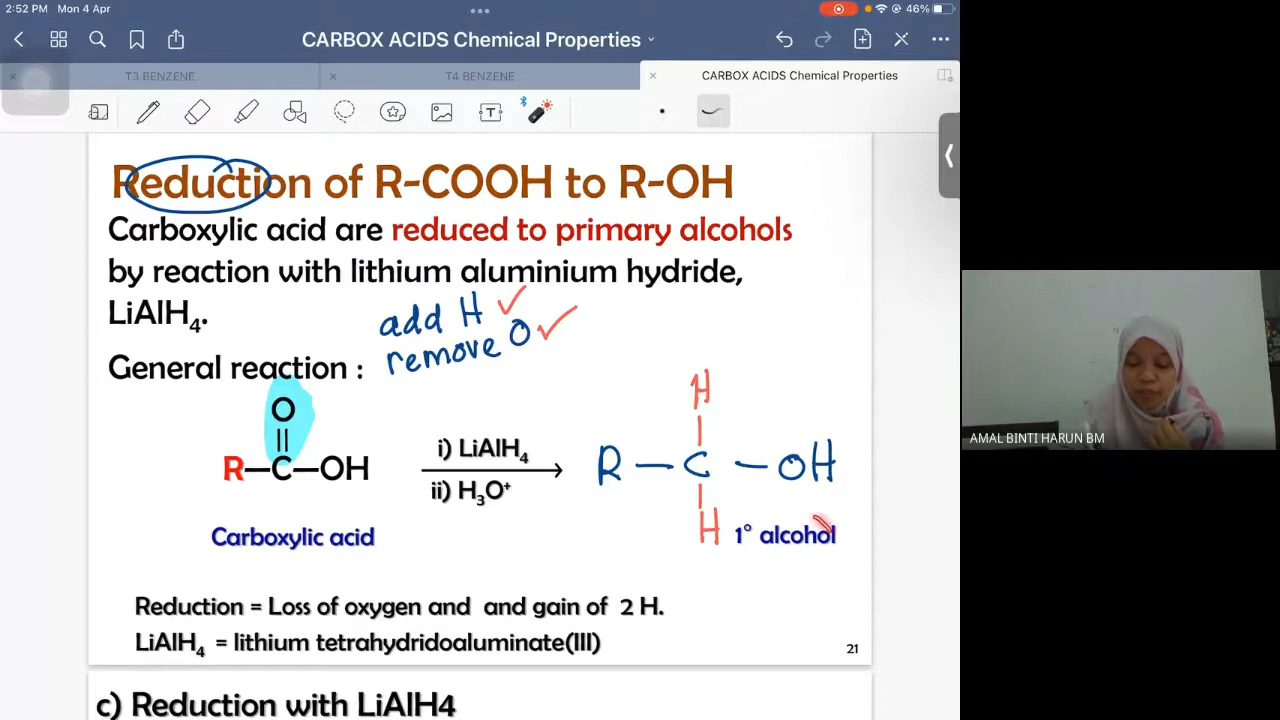 2:52 PM Mon 4 Apr
46%
CARBOX ACIDS Chemical Properties
T3 BENZENE
T4 BENZENE
CARBOX ACIDS Chemical Properties
Reduction of R-COOH to R-OH
Carboxylic acid are reduced to primary alcohols
by reaction with lithium aluminium hydride,
LiAlH4.
add H ✓
remove O ✓
General reaction :
O
||
R—C—OH
i) LiAlH4
ii) H3O+
H
|
R — C — OH
|
H
Carboxylic acid
1° alcohol
Reduction = Loss of oxygen and and gain of 2 H.
LiAlH4 = lithium tetrahydridoaluminate(III)
21
c) Reduction with LiAlH4
AMAL BINTI HARUN BM